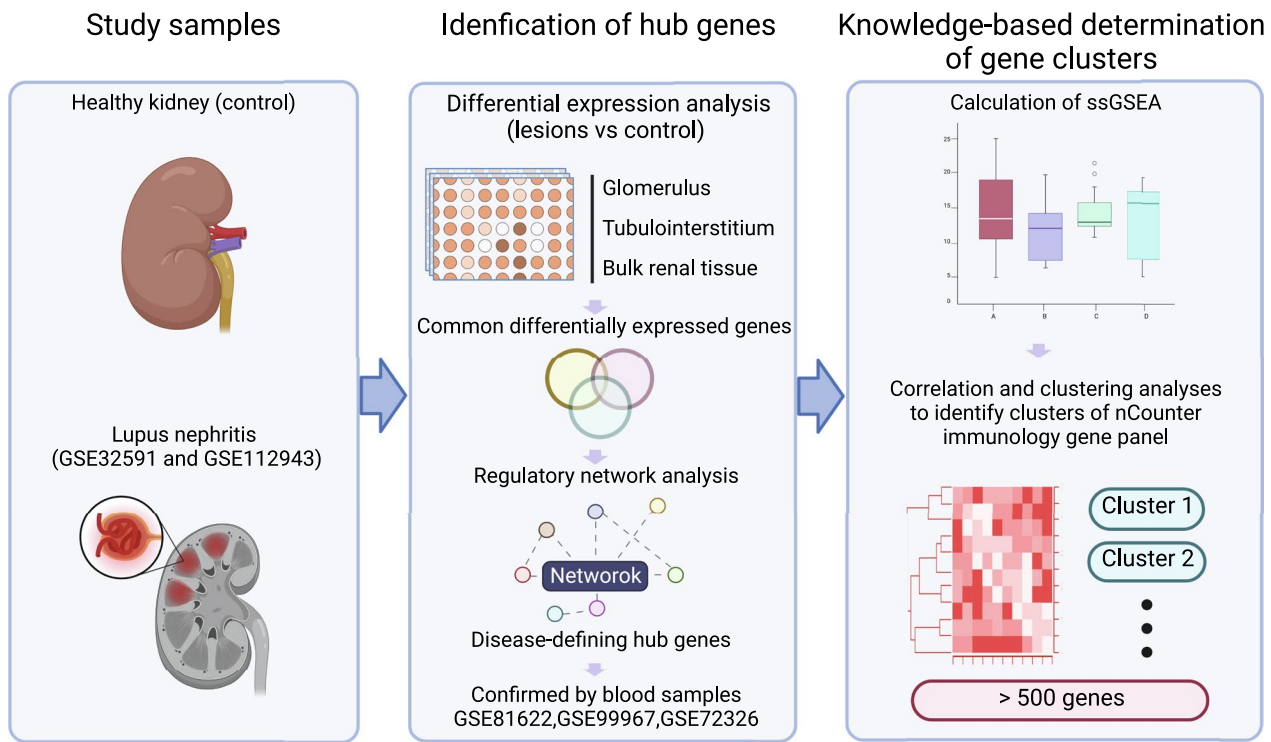 Study samples
Healthy kidney (control)
Lupus nephritis
(GSE32591 and GSE112943)
Idenfication of hub genes
Differential expression analysis
(lesions vs control)
Glomerulus
Tubulointerstitium
Bulk renal tissue
Common differentially expressed genes
Regulatory network analysis
Networok
Disease-defining hub genes
Confirmed by blood samples
GSE81622,GSE99967,GSE72326
Knowledge-based determination
of gene clusters
Calculation of ssGSEA
25
20
15
10
5
0
A B C D
Correlation and clustering analyses
to identify clusters of nCounter
immunology gene panel
Cluster 1
Cluster 2
> 500 genes